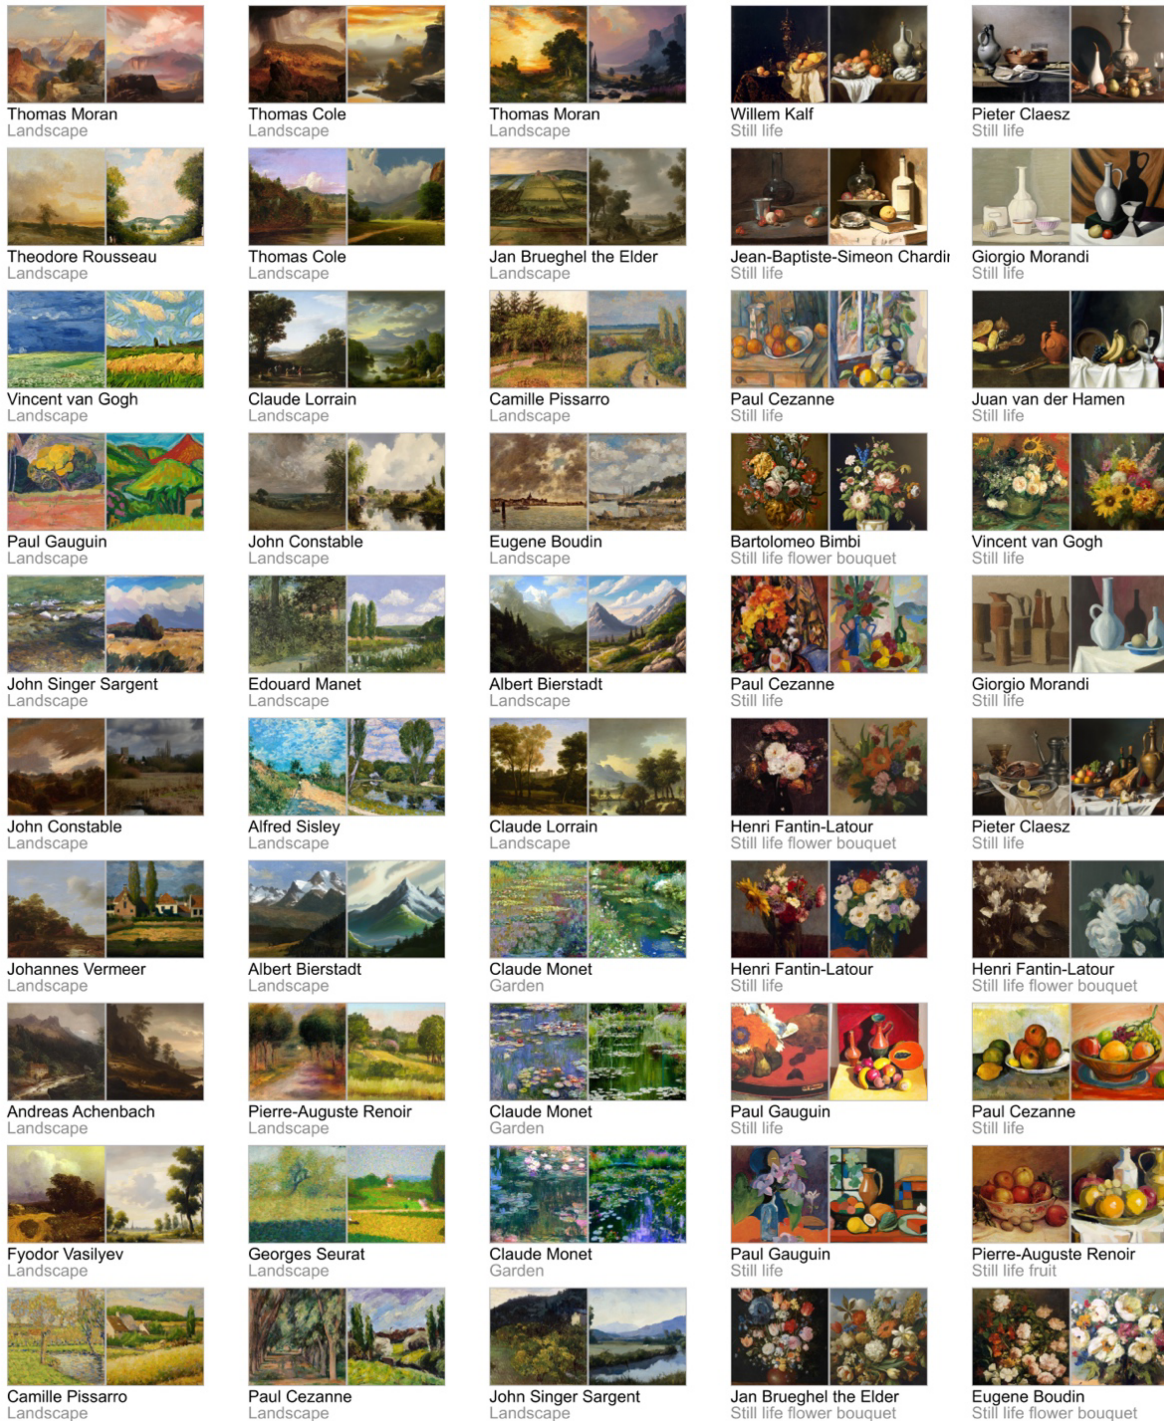 Thomas Moran
Landscape
Thomas Cole
Landscape
Thomas Moran
Landscape
Willem Kalf
Still life
Pieter Claesz
Still life
Theodore Rousseau
Landscape
Thomas Cole
Landscape
Jan Brueghel the Elder
Landscape
Jean-Baptiste-Simeon Chardi
Still life
Giorgio Morandi
Still life
Vincent van Gogh
Landscape
Claude Lorrain
Landscape
Camille Pissarro
Landscape
Paul Cezanne
Still life
Juan van der Hamen
Still life
Paul Gauguin
Landscape
John Constable
Landscape
Eugene Boudin
Landscape
Bartolomeo Bimbi
Still life flower bouquet
Vincent van Gogh
Still life
John Singer Sargent
Landscape
Edouard Manet
Landscape
Albert Bierstadt
Landscape
Paul Cezanne
Still life
Giorgio Morandi
Still life
John Constable
Landscape
Alfred Sisley
Landscape
Claude Lorrain
Landscape
Henri Fantin-Latour
Still life flower bouquet
Pieter Claesz
Still life
Johannes Vermeer
Landscape
Albert Bierstadt
Landscape
Claude Monet
Garden
Henri Fantin-Latour
Still life
Henri Fantin-Latour
Still life flower bouquet
Andreas Achenbach
Landscape
Pierre-Auguste Renoir
Landscape
Claude Monet
Garden
Paul Gauguin
Still life
Paul Cezanne
Still life
Fyodor Vasilyev
Landscape
Georges Seurat
Landscape
Claude Monet
Garden
Paul Gauguin
Still life
Pierre-Auguste Renoir
Still life fruit
Camille Pissarro
Landscape
Paul Cezanne
Landscape
John Singer Sargent
Landscape
Jan Brueghel the Elder
Still life flower bouquet
Eugene Boudin
Still life flower bouquet